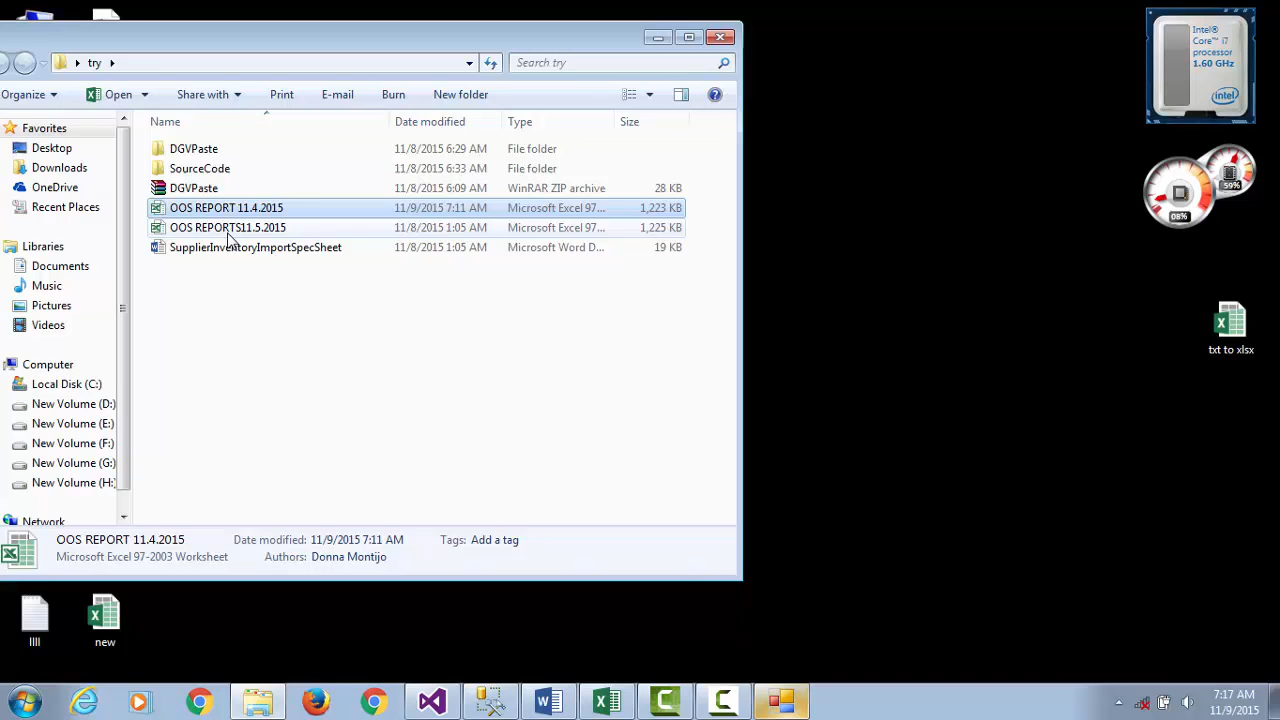 Intel®
Core™ i7
processor
1.60 GHz
intel
59%
08%
try
Search try
Organize
Open
Share with
Print
E-mail
Burn
New folder
Name
Date modifie...
Type
Size
Favorites
Desktop
Downloads
OneDrive
Recent Places
Libraries
Documents
Music
Pictures
Videos
Computer
Local Disk (C:)
New Volume (D:)
New Volume (E:)
New Volume (F:)
New Volume (G:)
New Volume (H:)
Network
DGVPaste 11/8/2015 6:29 AM File folder
SourceCode 11/8/2015 6:33 AM File folder
DGVPaste 11/8/2015 6:09 AM WinRAR ZIP archive 28 KB
OOS REPORT 11.4.2015 11/9/2015 7:11 AM Microsoft Excel 97... 1,223 KB
OOS REPORTS11.5.2015 11/8/2015 1:05 AM Microsoft Excel 97... 1,225 KB
SupplierInventoryImportSpecSheet 11/8/2015 1:05 AM Microsoft Word D... 19 KB
OOS REPORT 11.4.2015 Date modified: 11/9/2015 7:11 AM Tags: Add a tag
Microsoft Excel 97-2003 Worksheet Authors: Donna Montijo
txt to xlsx
llll
new
7:17 AM
11/9/2015